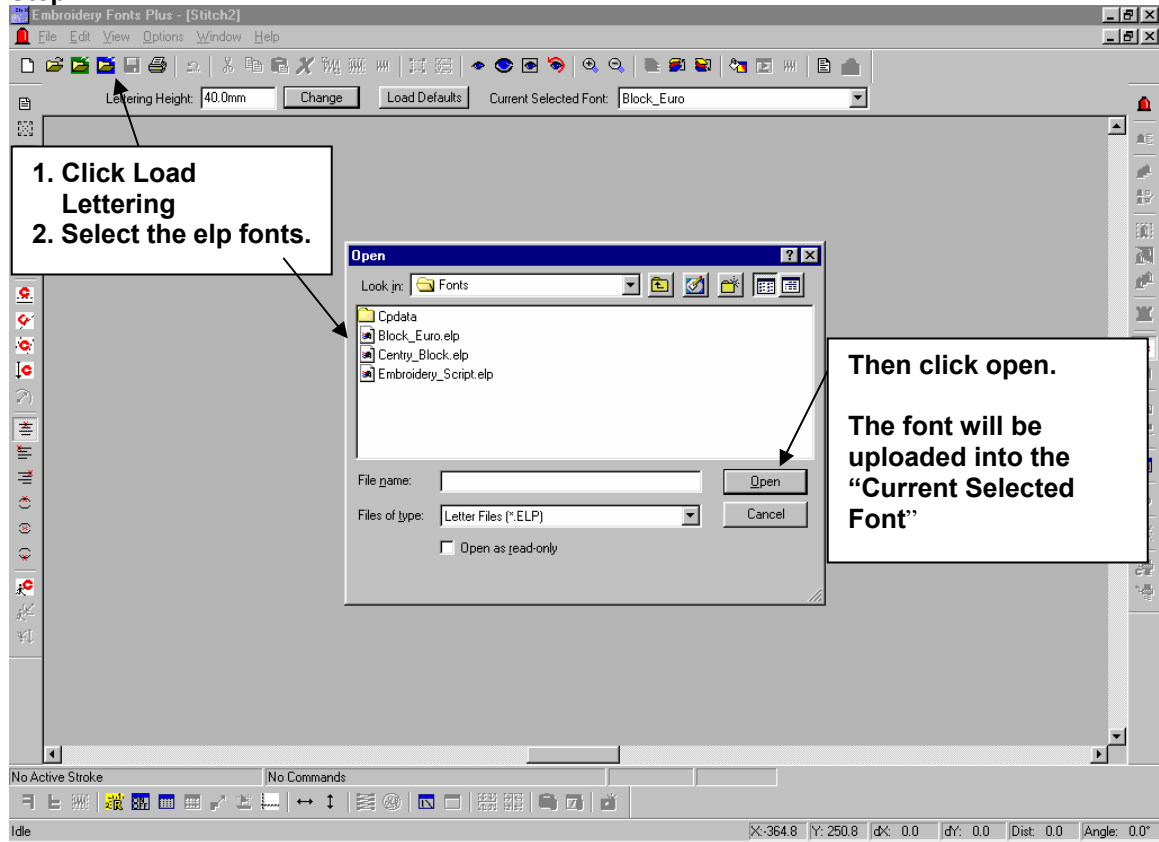 Embroidery Fonts Plus - [Stitch2]
File Edit View Options Window Help
Lettering Height: 40.0mm Change Load Defaults Current Selected Font: Block_Euro
1. Click Load
Lettering
2. Select the elp fonts.
Open
Look in: Fonts
Cpdata
Block_Euro.elp
Centry_Block.elp
Embroidery_Script.elp
File name: Open
Files of type: Letter Files (*.ELP) Cancel
Open as read-only
Then click open.
The font will be
uploaded into the
“Current Selected
Font”
No Active Stroke No Commands
Idle X:-364.8 Y: 250.8 dX: 0.0 dY: 0.0 Dist: 0.0 Angle: 0.0°